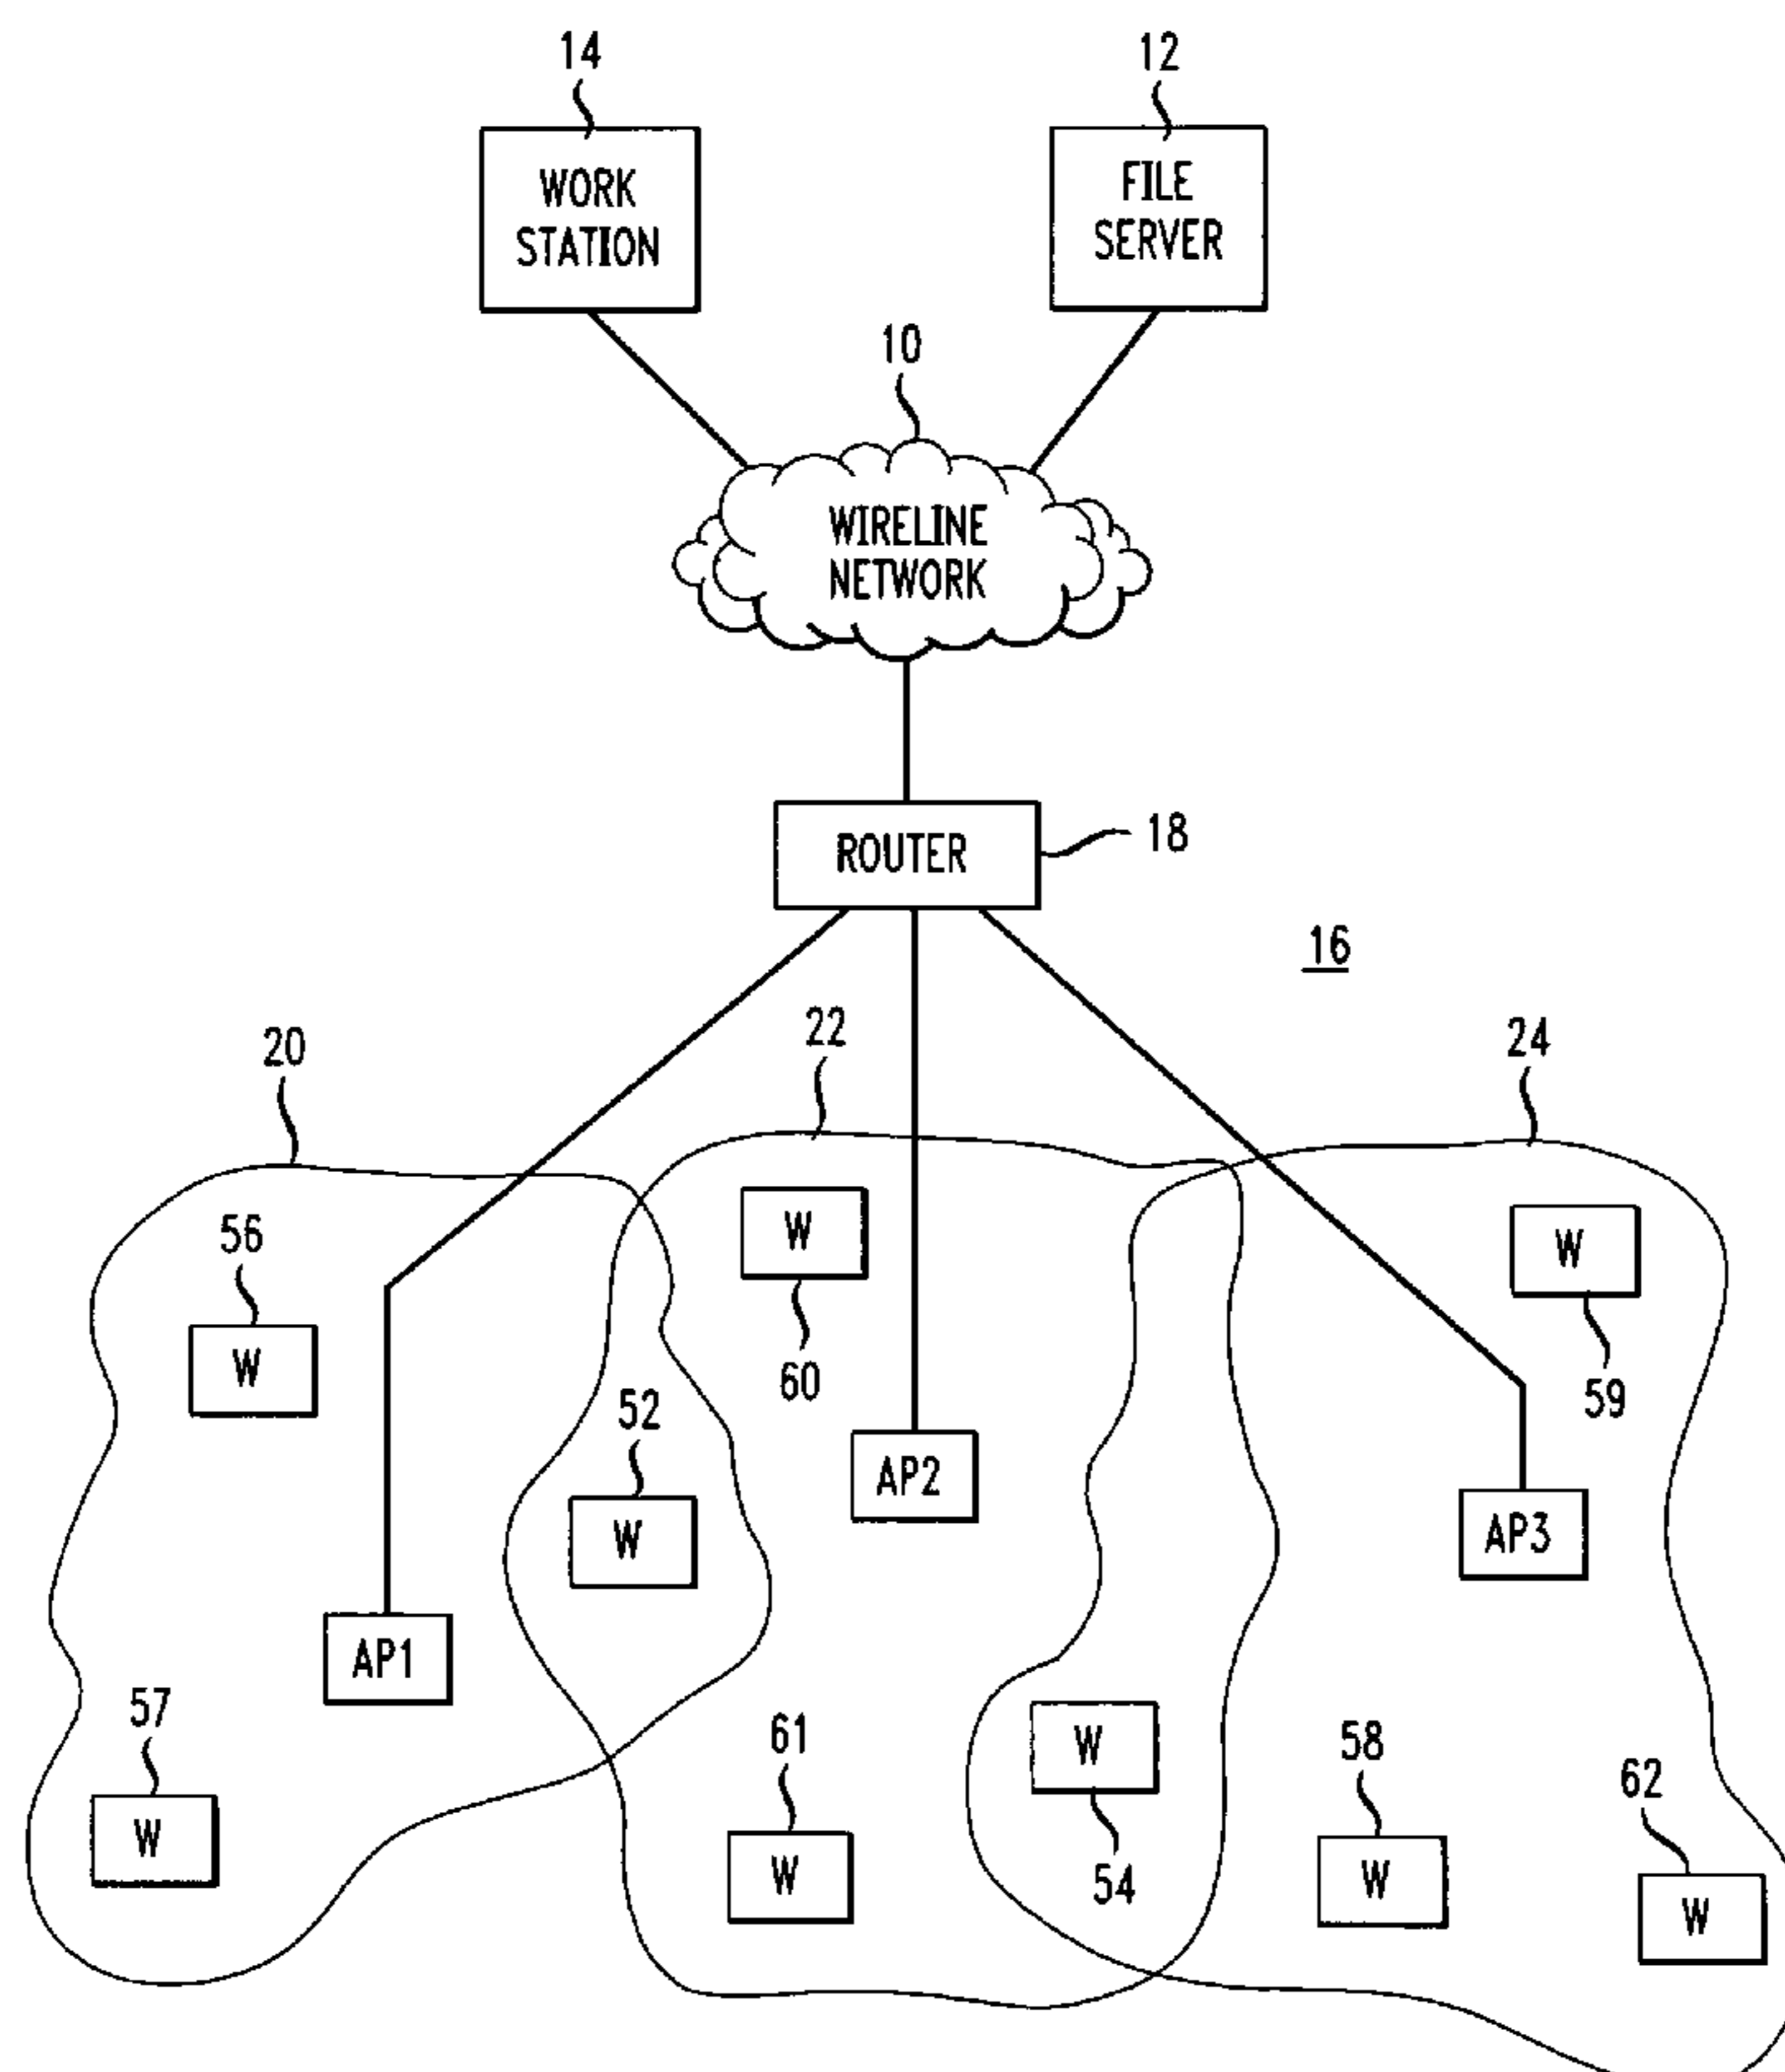 14
12
WORK
STATION
FILE
SERVER
10
WIRELINE
NETWORK
ROUTER
18
16
20
22
24
56
W
W
60
W
59
52
W
AP2
AP3
AP1
57
W
61
W
W
54
58
W
62
W